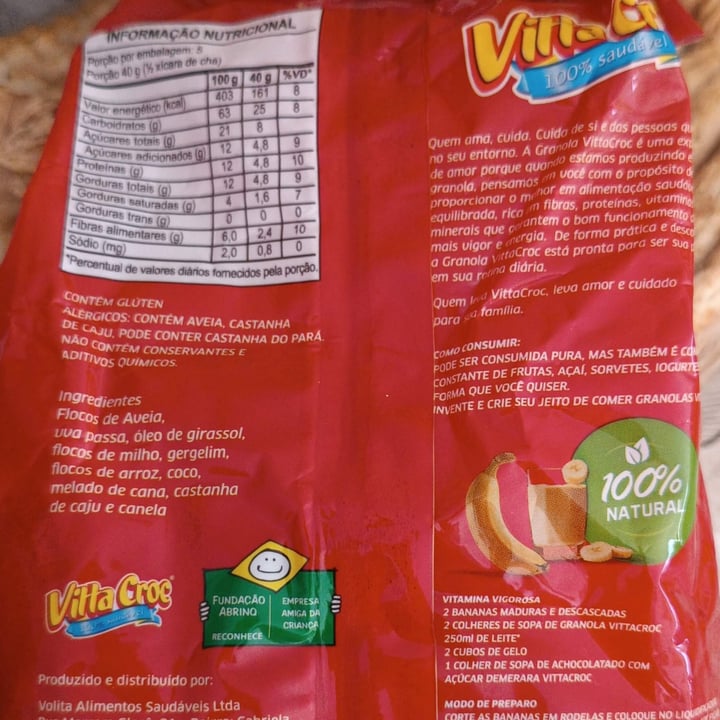 INFORMAÇÃO NUTRICIONAL
Porção por embalagem: 8
Porção 40 g (¾ xícara de chá)
100 g 40 g %VD*
Valor energético (kcal) 403 161 8
Carboidratos (g) 63 25 8
Açúcares totais (g) 21 8
Açúcares adicionados (g) 12 4,8 9
Proteínas (g) 12 4,8 10
Gorduras totais (g) 12 4,8 9
Gorduras saturadas (g) 4 1,6 7
Gorduras trans (g) 0 0 0
Fibras alimentares (g) 6,0 2,4 10
Sódio (mg) 2,0 0,8 0
*Percentual de valores diários fornecidos pela porção.
CONTÉM GLÚTEN
ALÉRGICOS: CONTÉM AVEIA, CASTANHA
DE CAJU, PODE CONTER CASTANHA DO PARÁ.
NÃO CONTÉM CONSERVANTES E
ADITIVOS QUÍMICOS.
Ingredientes
Flocos de Aveia,
uva passa, óleo de girassol,
flocos de milho, gergelim,
flocos de arroz, coco,
melado de cana, castanha
de caju e canela
Vitta Croc
100% saudável
FUNDAÇÃO
ABRINQ
RECONHECE
EMPRESA
AMIGA DA
CRIANÇA
Produzido e distribuído por:
Volita Alimentos Saudáveis Ltda
Vitta C
100% saudável
Quem ama, cuida. Cuida de si e das pessoas
no seu entorno. A Granola VittaCroc é uma
de amor porque quando estamos produzindo
granola, pensamos em você com o propósito
proporcionar o melhor em alimentação
equilibrada, rica em fibras, proteínas,
minerais que garantem o bom funcionamento
mais vigor e energia. De forma prática e
a Granola VittaCroc está pronta para ser sua
em sua rotina diária.
Quem leva VittaCroc, leva amor e cuidado
para sua família.
COMO CONSUMIR:
PODE SER CONSUMIDA PURA, MAS TAMBÉM É
CONSTANTE DE FRUTAS, AÇAÍ, SORVETES,
FORMA QUE VOCÊ QUISER.
INVENTE E CRIE SEU JEITO DE COMER GRANOLAS
100%
NATURAL
VITAMINA VIGOROSA
2 BANANAS MADURAS E DESCASCADAS
2 COLHERES DE SOPA DE GRANOLA VITTACROC
250ml DE LEITE*
2 CUBOS DE GELO
1 COLHER DE SOPA DE ACHOCOLATADO COM
AÇÚCAR DEMERARA VITTACROC
MODO DE PREPARO
CORTE AS BANANAS EM RODELAS E COLOQUE NO